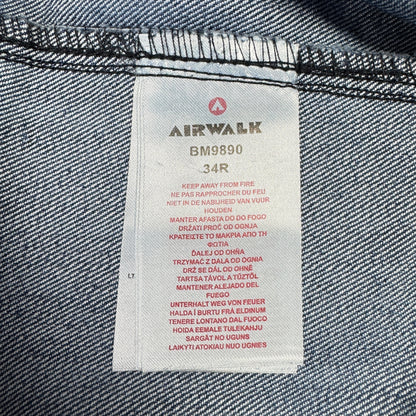 AIRWALK
BM9890
34R
KEEP AWAY FROM FIRE
NE PAS RAPPROCHER DU FEU
NIET IN DE NABIJHEID VAN VUUR
HOUDEN
MANTER AFASTA DO DO FOGO
DRŽATI PROČ OD OGNJA
ΚΡΑΤΕΙΣΤΕ ΤΟ ΜΑΚΡΙΑ ΑΠΟ ΤΗ
ΦΩΤΙΑ
ĎALEJ OD OHŇA
TRZYMAĆ Z DALA OD OGNIA
DRŽ SE DÁL OD OHNĚ
TARTSA TÁVOL A TŰZTŐL
LT
MANTENER ALEJADO DEL
FUEGO
UNTERHALT WEG VON FEUER
HALDA Í BURTU FRÁ ELDINUM
TENERE LONTANO DAL FUOCO
HOIDA EEMALE TULEKAHJU
SARGĀT NO UGUNS
LAIKYTI ATOKIAU NUO UGNIES